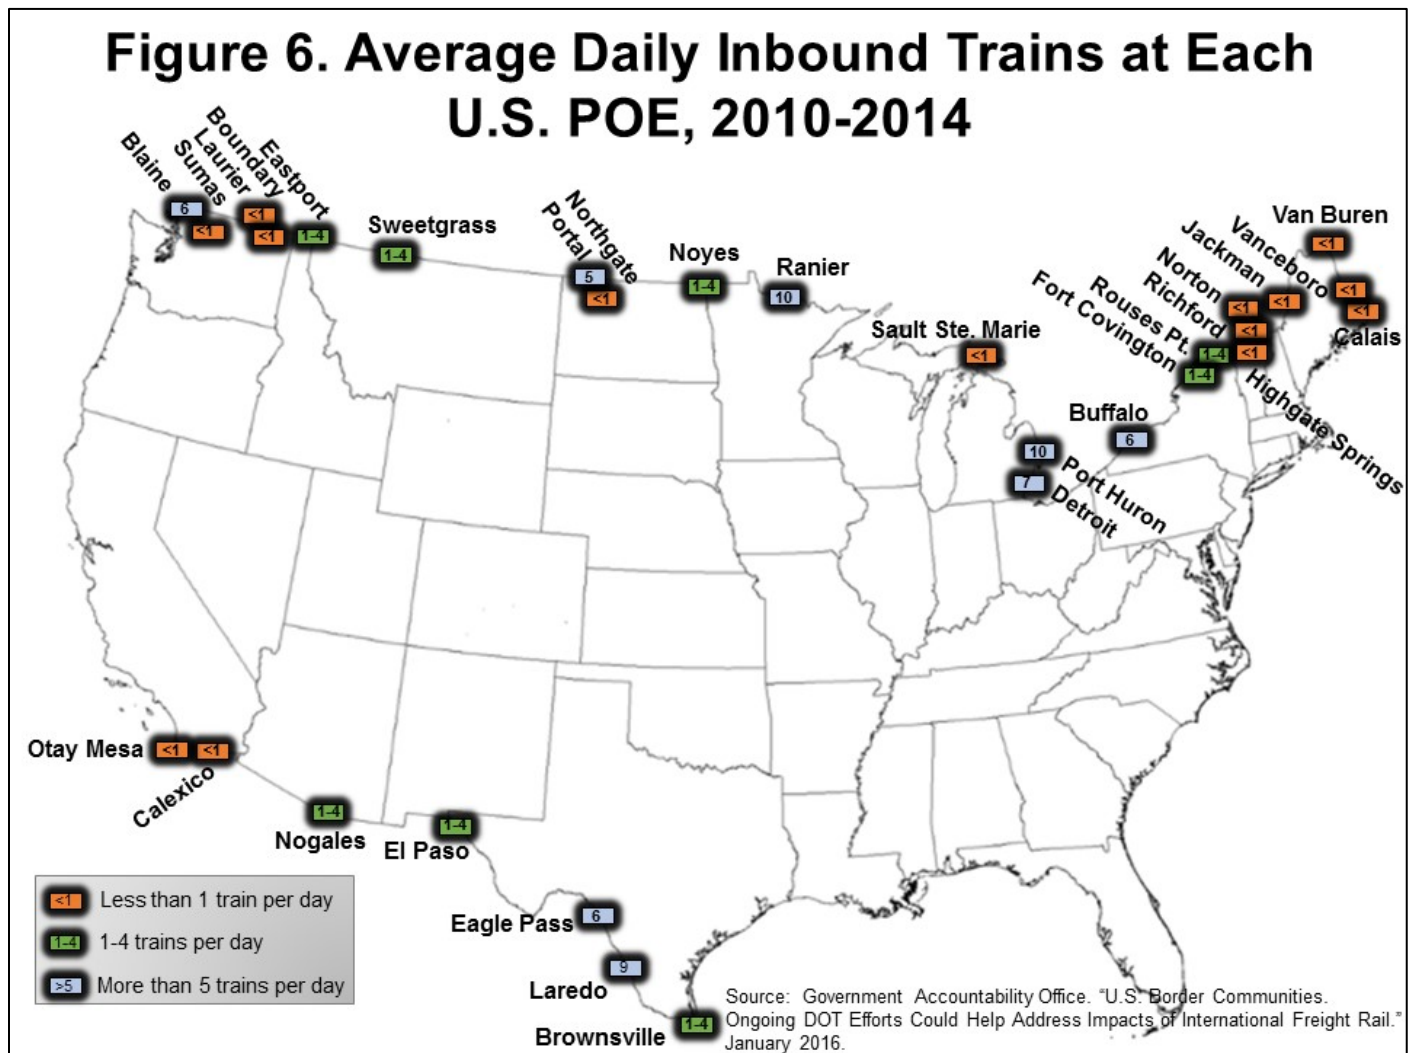 Figure 6. Average Daily Inbound Trains at Each
U.S. POE, 2010-2014
Blaine
6
Sumas
<1
Laurier
<1
Boundary
<1
Eastport
1-4
Sweetgrass
1-4
Portal
5
Northgate
<1
Noyes
1-4
Ranier
10
Sault Ste. Marie
<1
Port Huron
10
Detroit
7
Buffalo
6
Fort Covington
1-4
Rouses Pt.
1-4
Richford
<1
Norton
<1
Highgate Springs
<1
Jackman
<1
Vanceboro
<1
Van Buren
<1
Calais
<1
Otay Mesa
<1
Calexico
<1
Nogales
1-4
El Paso
1-4
Eagle Pass
6
Laredo
9
Brownsville
1-4
<1 Less than 1 train per day
1-4 1-4 trains per day
>5 More than 5 trains per day
Source: Government Accountability Office. “U.S. Border Communities.
Ongoing DOT Efforts Could Help Address Impacts of International Freight Rail.”
January 2016.